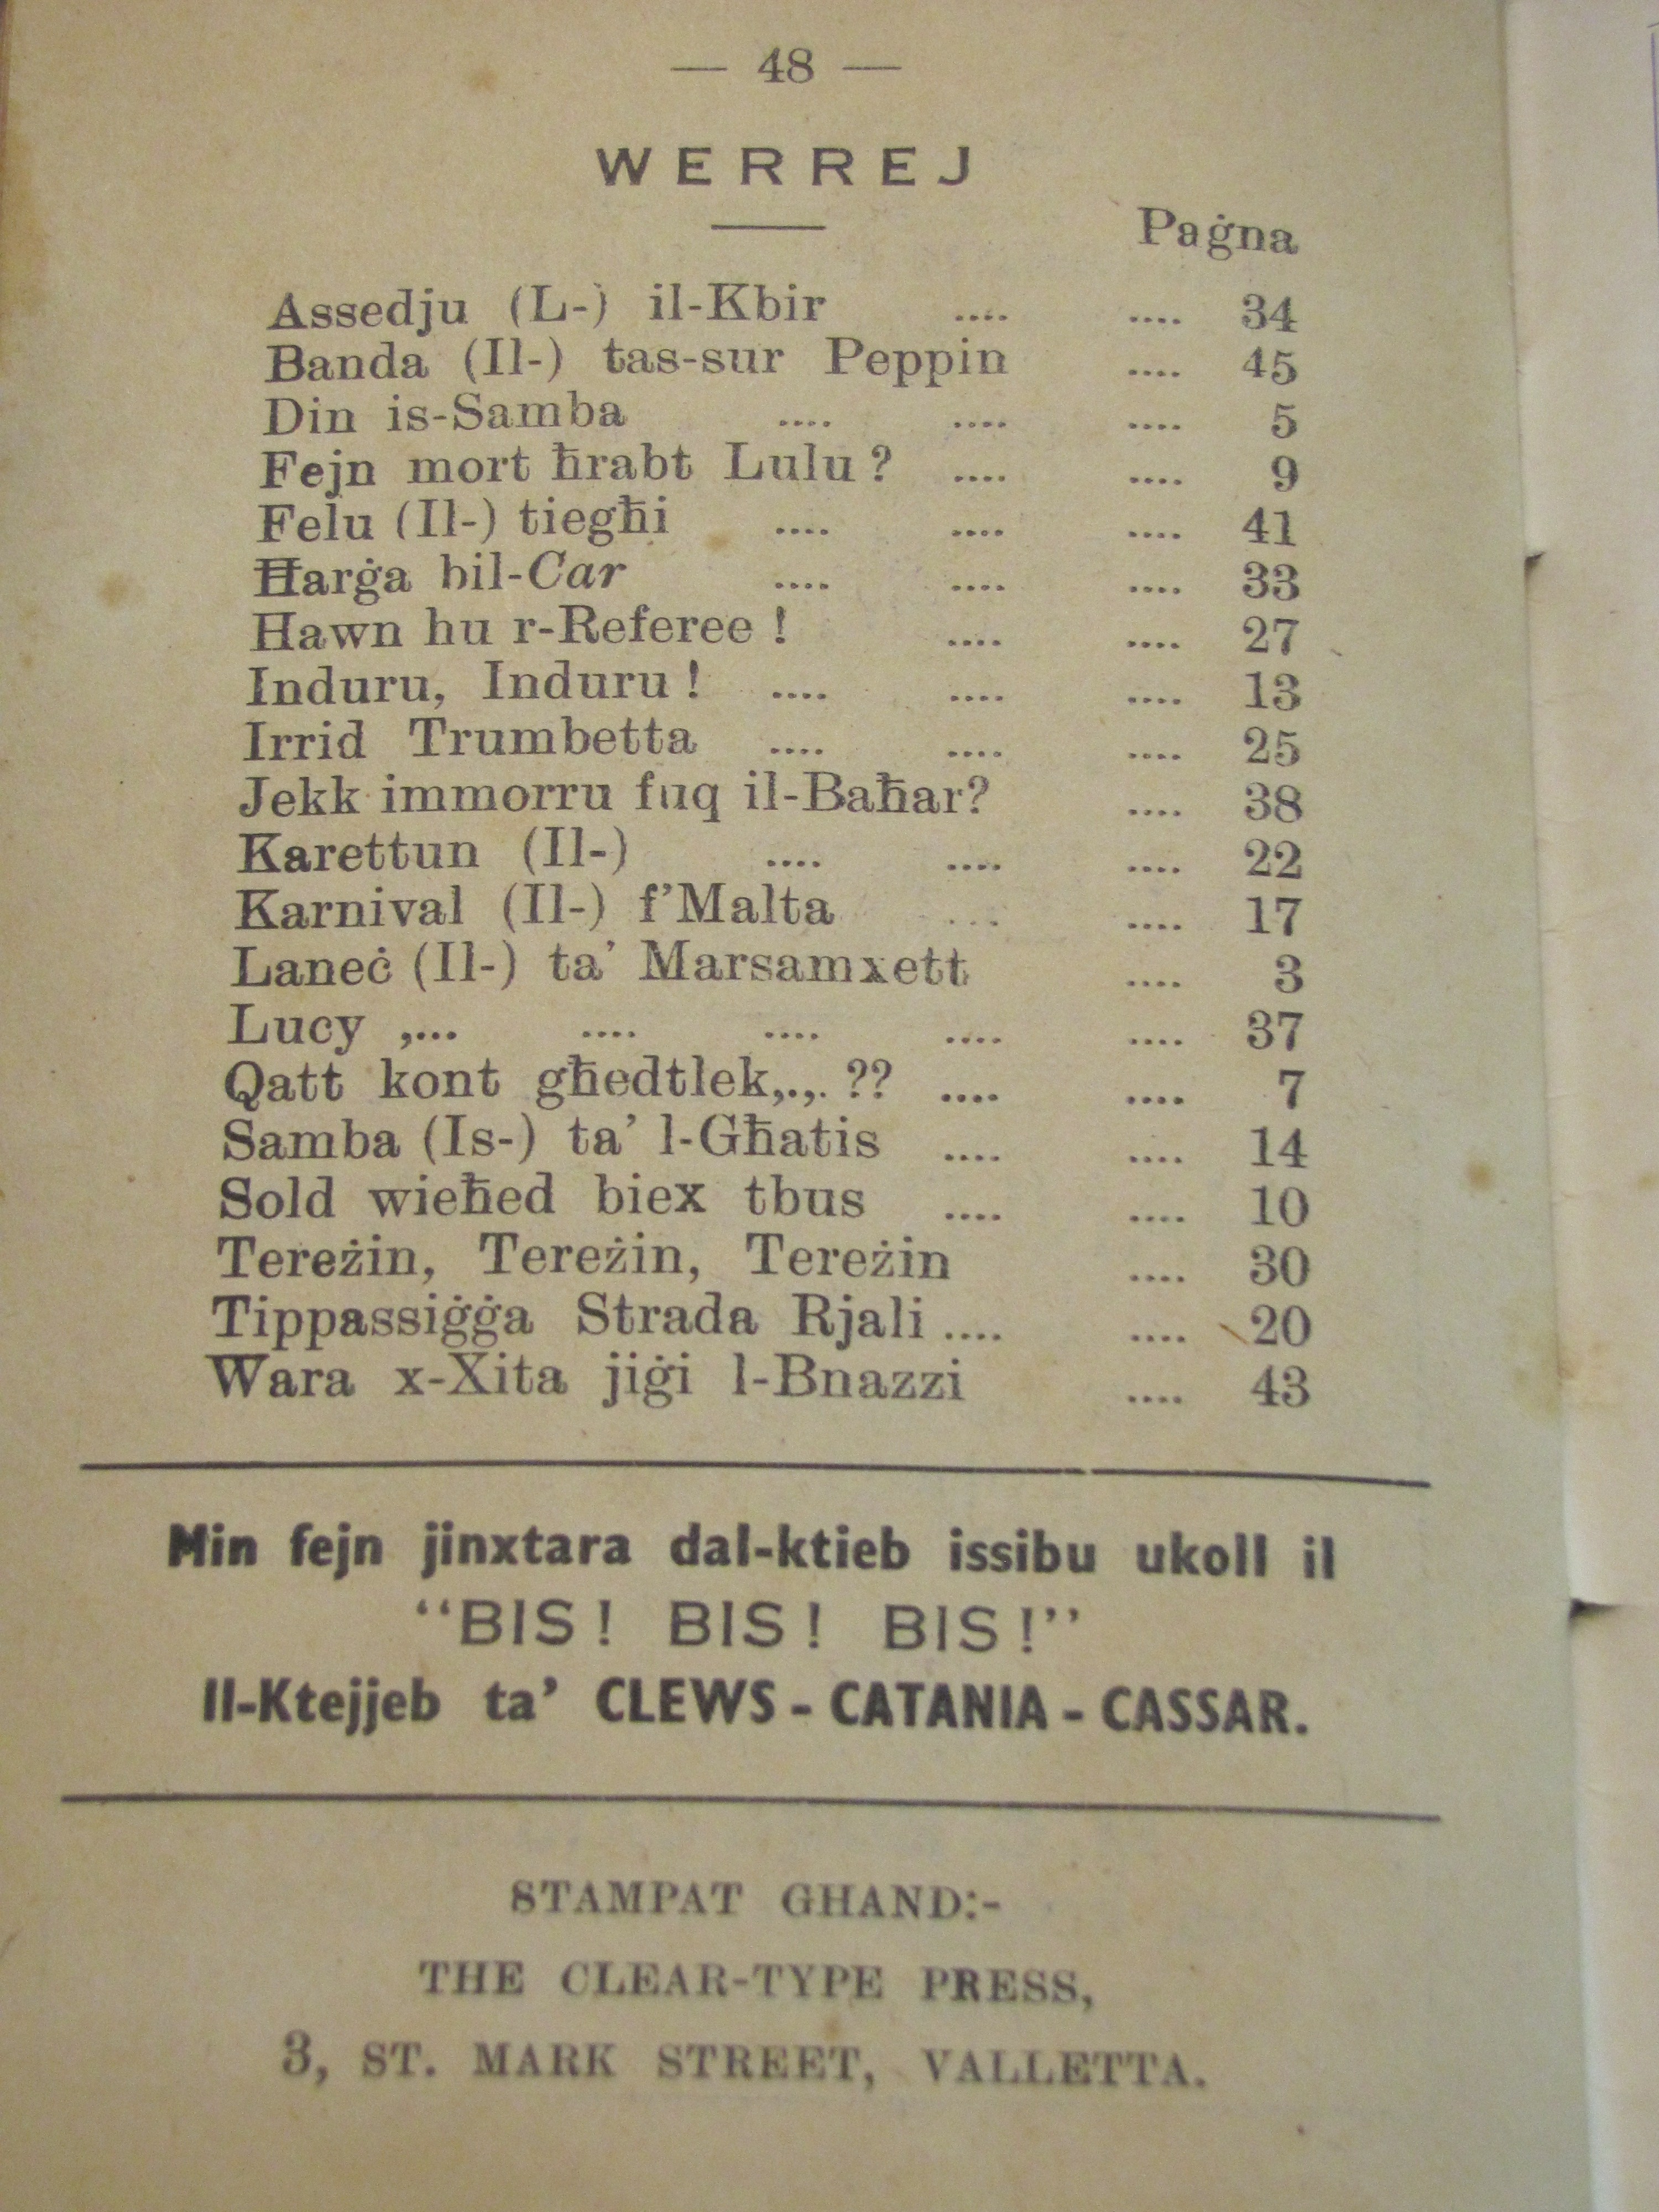 — 48 —
WERREJ
Paġna
Assedju (L-) il-Kbir .... .... 34
Banda (Il-) tas-sur Peppin .... 45
Din is-Samba .... .... .... 5
Fejn mort ħrabt Lulu? .... .... 9
Felu (Il-) tiegħi .... .... .... 41
Ħarġa bil-Car .... .... .... 33
Hawn hu r-Referee! .... .... 27
Induru, Induru! .... .... .... 13
Irrid Trumbetta .... .... .... 25
Jekk immorru fuq il-Baħar? .... 38
Karettun (Il-) .... .... .... 22
Karnival (Il-) f'Malta ... .... 17
Laneċ (Il-) ta' Marsamxett .... 3
Lucy ,... .... .... .... .... 37
Qatt kont għedtlek,.,. ?? .... .... 7
Samba (Is-) ta' l-Għatis .... .... 14
Sold wieħed biex tbus .... .... 10
Tereżin, Tereżin, Tereżin .... 30
Tippassiġġa Strada Rjali .... .... 20
Wara x-Xita jiġi l-Bnazzi .... 43
Min fejn jinxtara dal-ktieb issibu ukoll il
"BIS! BIS! BIS!"
Il-Ktejjeb ta' CLEWS - CATANIA - CASSAR.
STAMPAT GHAND:-
THE CLEAR-TYPE PRESS,
3, ST. MARK STREET, VALLETTA.